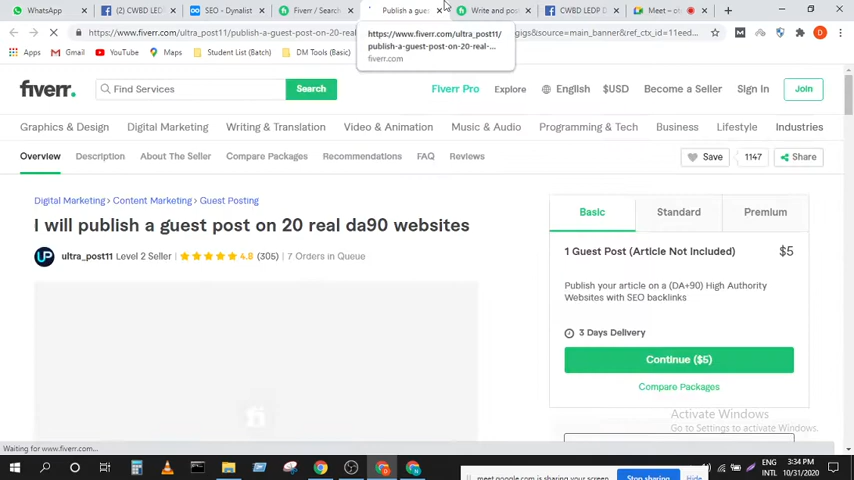 WhatsApp
(2) CWBD LEDP
SEO - Dynalist
Fiverr / Search
Publish a gues
Write and pos
CWBD LEDP D
Meet –
https://www.fiverr.com/ultra_post11/publish-a-guest-post-on-20-real-
gigs&source=main_banner&ref_ctx_id=11eed...
https://www.fiverr.com/ultra_post11/
publish-a-guest-post-on-20-real-...
fiverr.com
Apps
Gmail
YouTube
Maps
Student List (Batch)
DM Tools (Basic)
fiverr.
Find Services
Search
Fiverr Pro
Explore
English
$USD
Become a Seller
Sign In
Join
Graphics & Design
Digital Marketing
Writing & Translation
Video & Animation
Music & Audio
Programming & Tech
Business
Lifestyle
Industries
Overview
Description
About The Seller
Compare Packages
Recommendations
FAQ
Reviews
Save
1147
Share
Digital Marketing > Content Marketing > Guest Posting
I will publish a guest post on 20 real da90 websites
UP
ultra_post11 Level 2 Seller | 4.8 (305) | 7 Orders in Queue
fi
Basic
Standard
Premium
1 Guest Post (Article Not Included)
$5
Publish your article on a (DA+90) High Authority
Websites with SEO backlinks
3 Days Delivery
Continue ($5)
Compare Packages
Activate Windows
Go to Settings to activate Windows.
Waiting for www.fiverr.com...
meet.google.com is sharing your screen.
Stop sharing
Hide
ENG
INTL
3:34 PM
10/31/2020